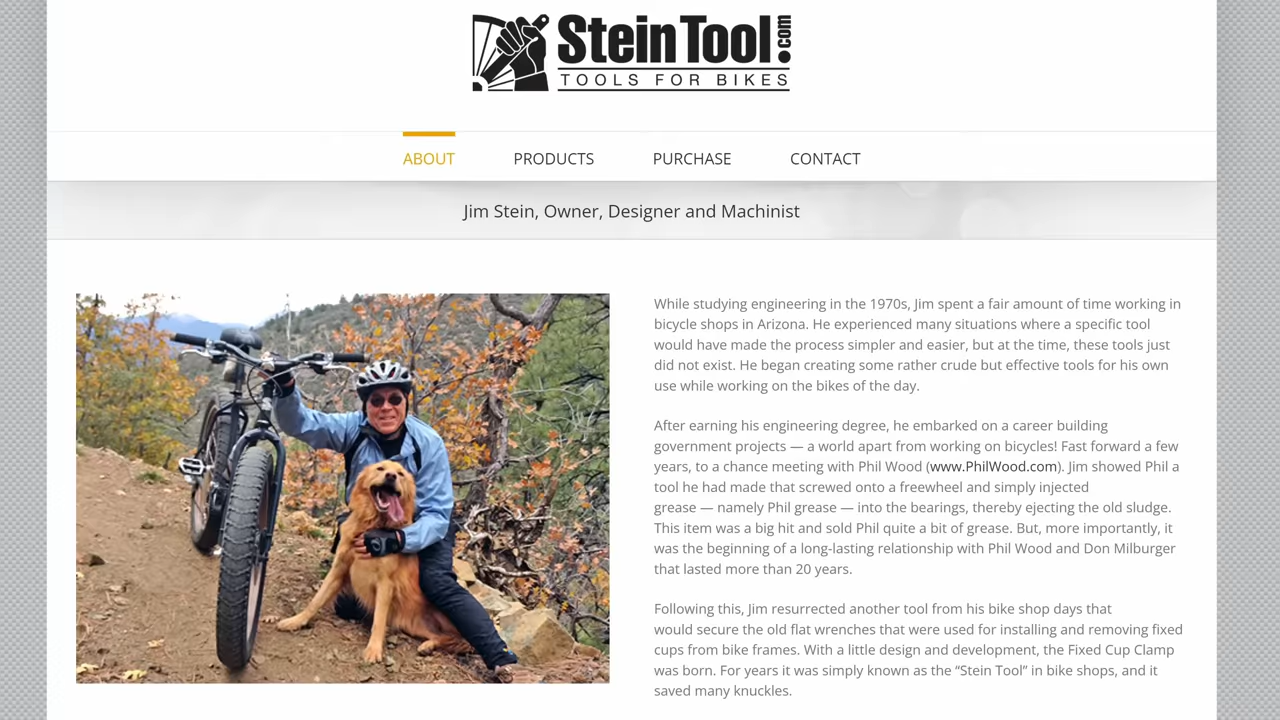 Stein Tool.com
TOOLS FOR BIKES
ABOUT
PRODUCTS
PURCHASE
CONTACT
Jim Stein, Owner, Designer and Machinist
While studying engineering in the 1970s, Jim spent a fair amount of time working in
bicycle shops in Arizona. He experienced many situations where a specific tool
would have made the process simpler and easier, but at the time, these tools just
did not exist. He began creating some rather crude but effective tools for his own
use while working on the bikes of the day.
After earning his engineering degree, he embarked on a career building
government projects — a world apart from working on bicycles! Fast forward a few
years, to a chance meeting with Phil Wood (www.PhilWood.com). Jim showed Phil a
tool he had made that screwed onto a freewheel and simply injected
grease — namely Phil grease — into the bearings, thereby ejecting the old sludge.
This item was a big hit and sold Phil quite a bit of grease. But, more importantly, it
was the beginning of a long-lasting relationship with Phil Wood and Don Milburger
that lasted more than 20 years.
Following this, Jim resurrected another tool from his bike shop days that
would secure the old flat wrenches that were used for installing and removing fixed
cups from bike frames. With a little design and development, the Fixed Cup Clamp
was born. For years it was simply known as the “Stein Tool” in bike shops, and it
saved many knuckles.